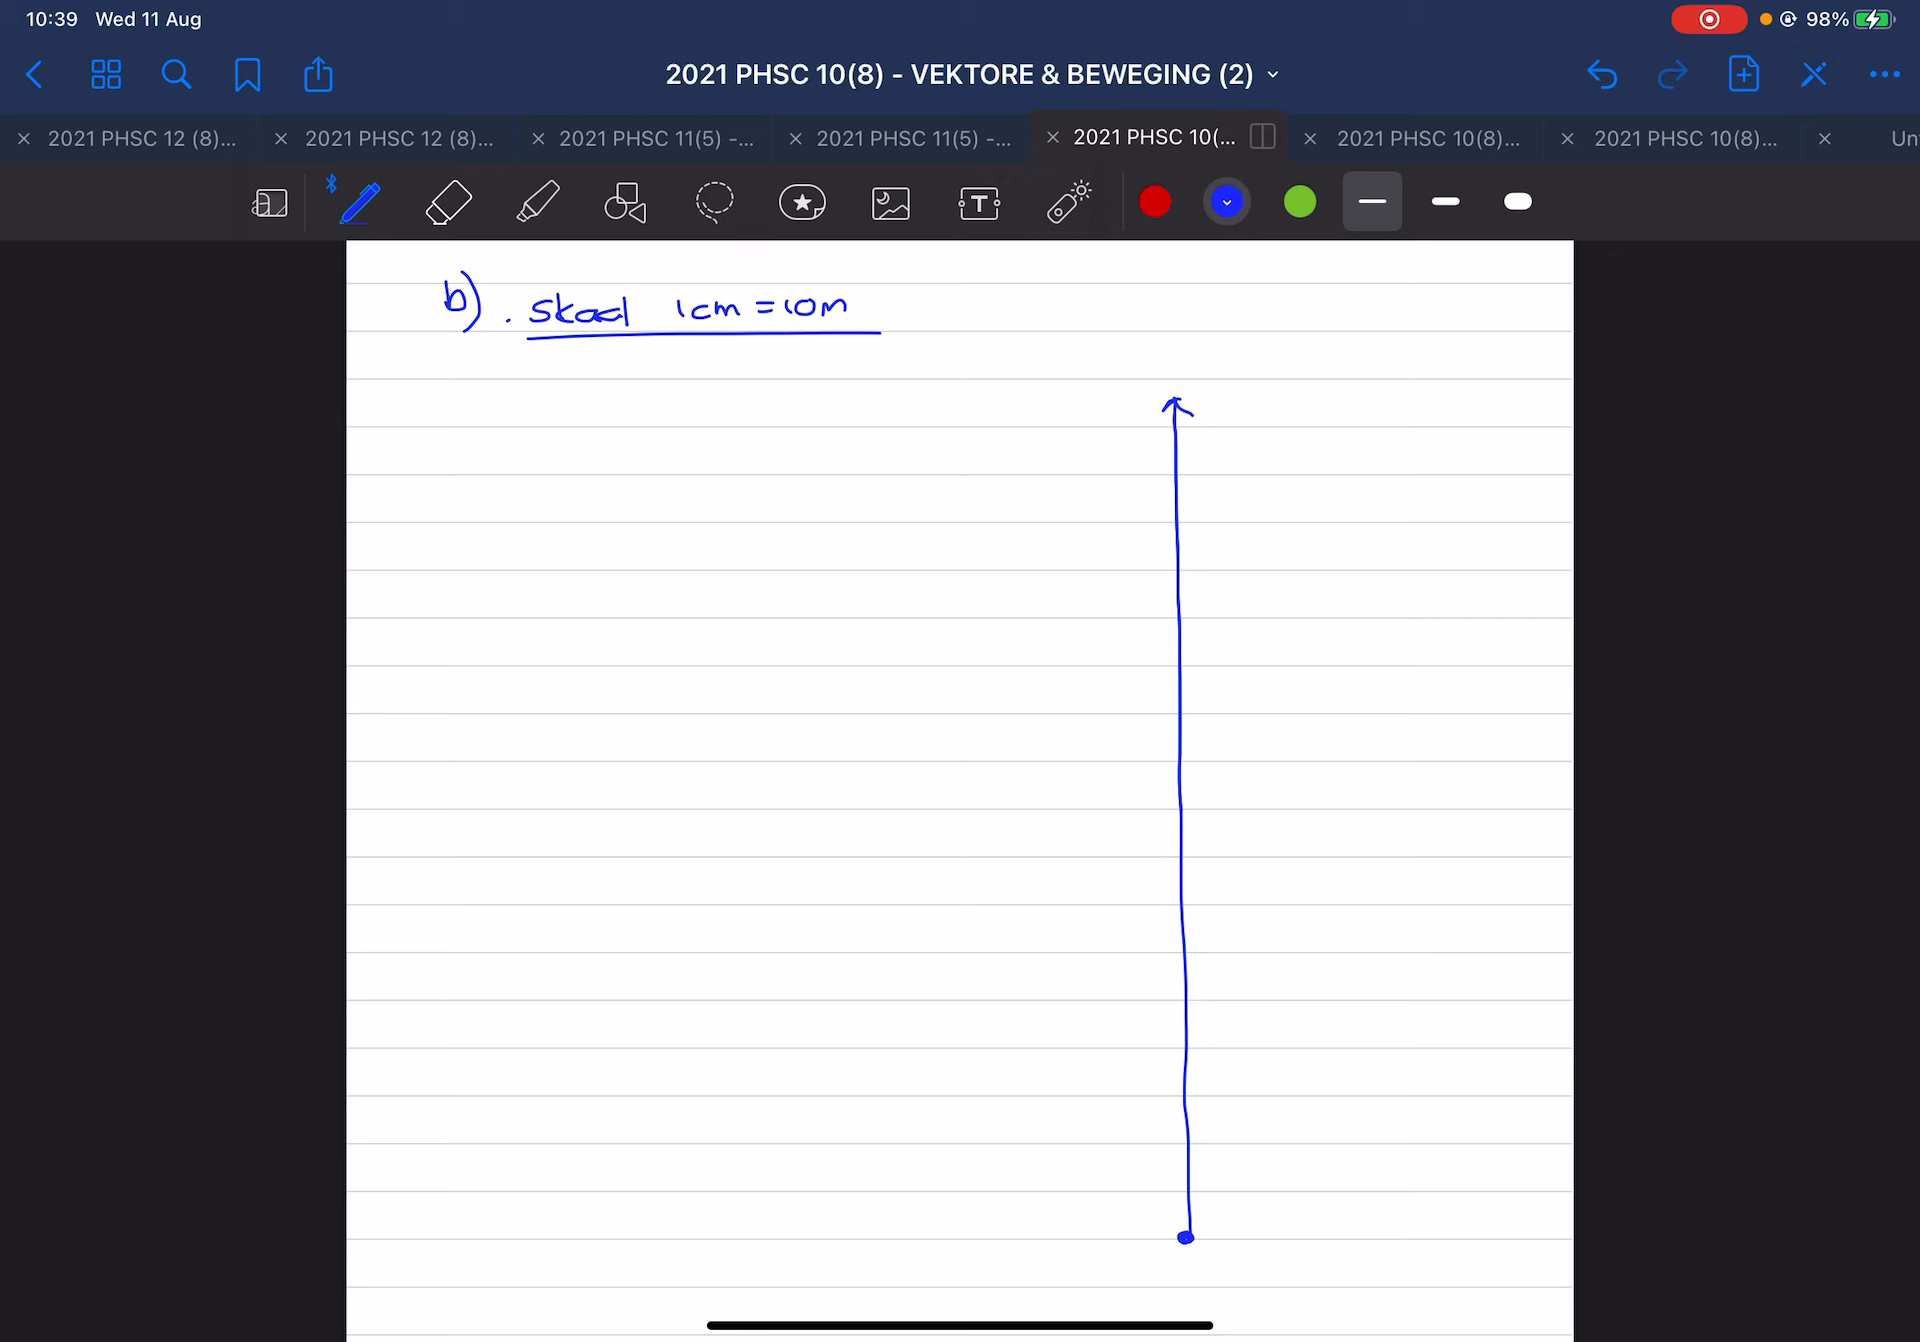 10:39 Wed 11 Aug 98%
2021 PHSC 10(8) - VEKTORE & BEWEGING (2)
2021 PHSC 12 (8)... 2021 PHSC 12 (8)... 2021 PHSC 11(5) -... 2021 PHSC 11(5) -... 2021 PHSC 10(... 2021 PHSC 10(8)... 2021 PHSC 10(8)... Un
T
b) . skaal 1cm = 10m